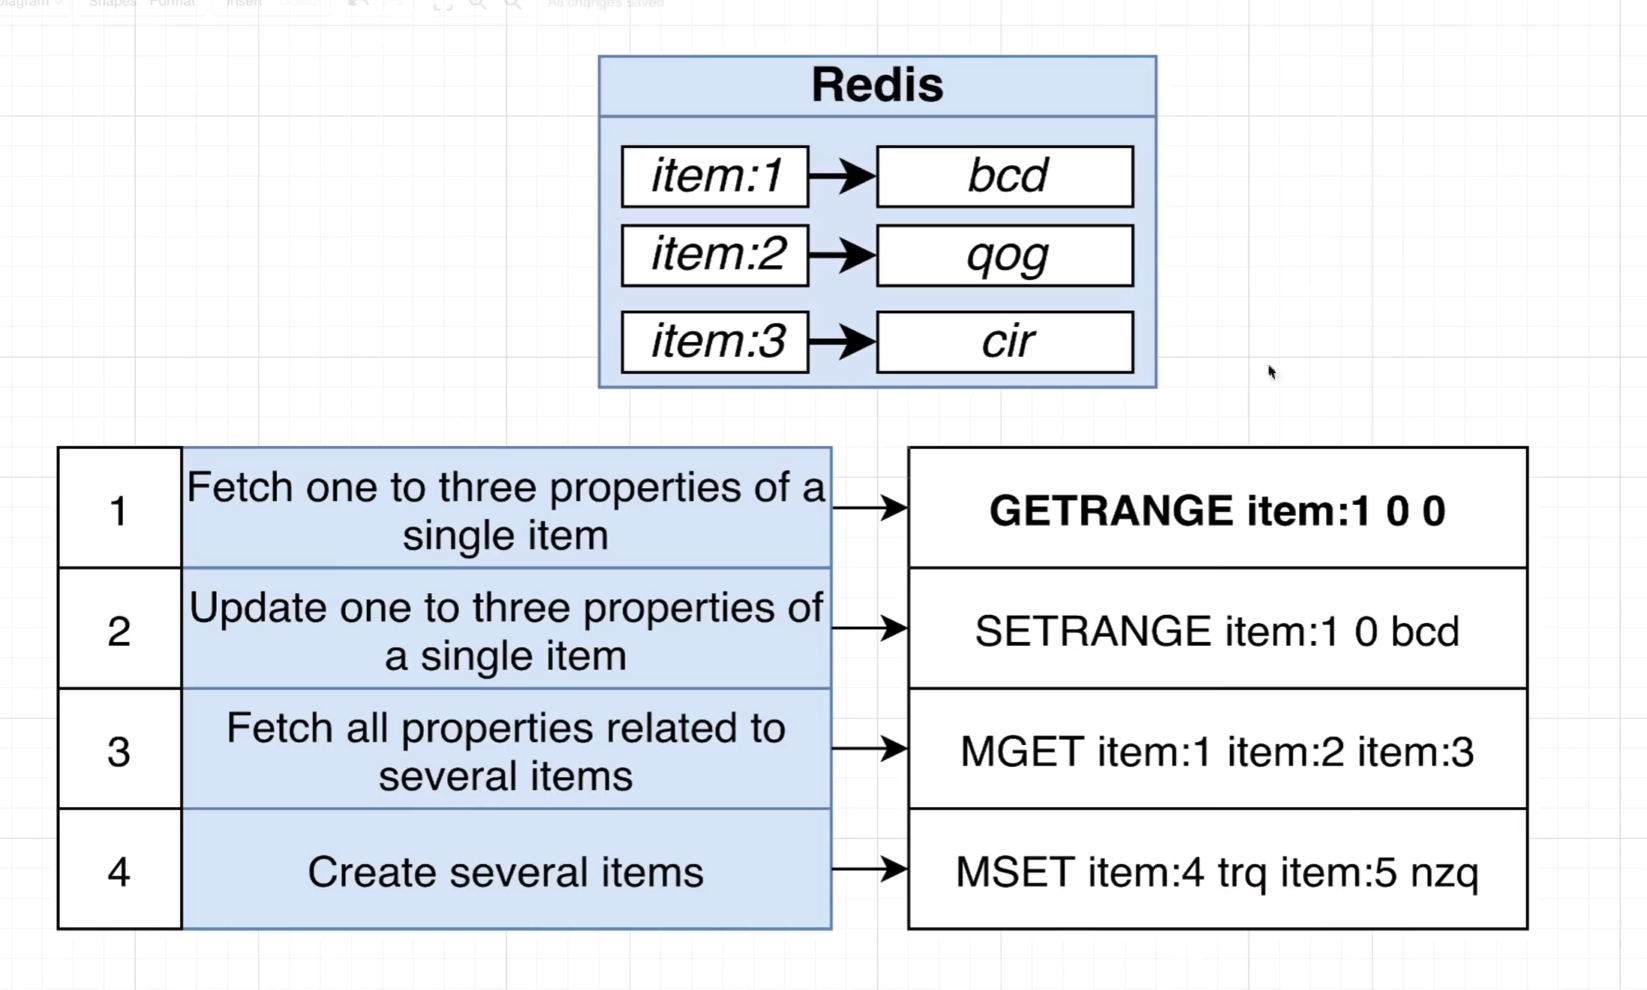 Diagram Shapes Format Insert All changes saved
Redis
item:1 bcd
item:2 qog
item:3 cir
1 Fetch one to three properties of a
single item
GETRANGE item:1 0 0
2 Update one to three properties of
a single item
SETRANGE item:1 0 bcd
3 Fetch all properties related to
several items
MGET item:1 item:2 item:3
4 Create several items
MSET item:4 trq item:5 nzq